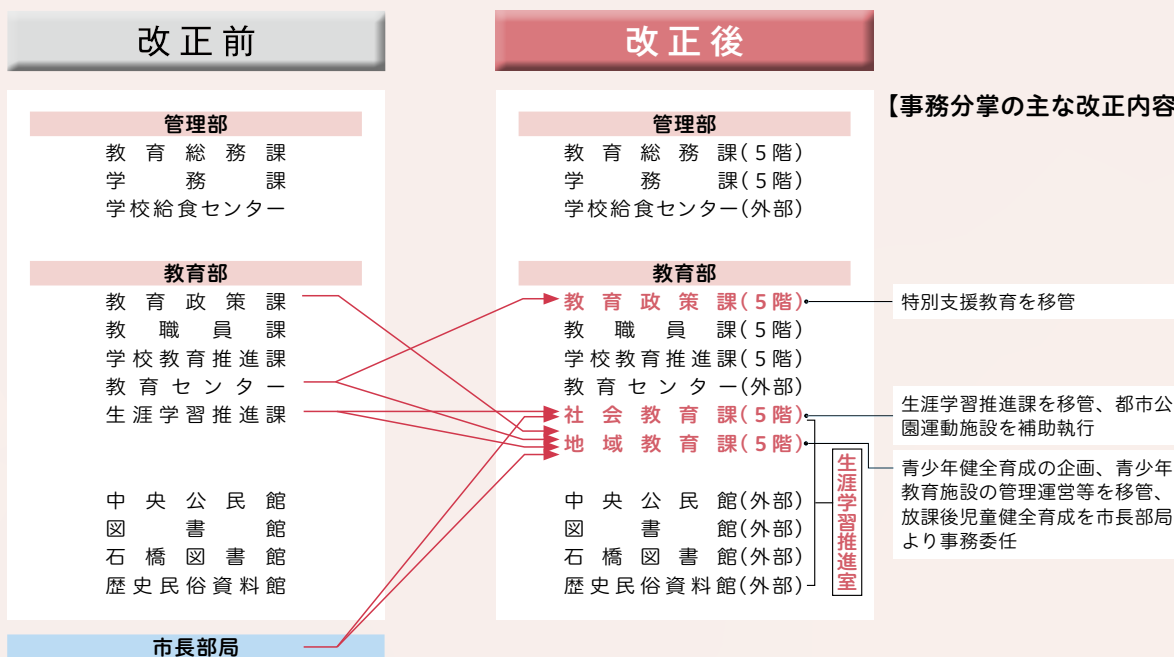 改正前
管理部
教育総務課
学務課
学校給食センター
教育部
教育政策課
教職員課
学校教育推進課
教育センター
生涯学習推進課
中央公民館
図書館
石橋図書館
歴史民俗資料館
市長部局
改正後
管理部
教育総務課(5階)
学務課(5階)
学校給食センター(外部)
教育部
教育政策課(5階)
教職員課(5階)
学校教育推進課(5階)
教育センター(外部)
社会教育課(5階)
地域教育課(5階)
中央公民館(外部)
図書館(外部)
石橋図書館(外部)
歴史民俗資料館(外部)
生涯学習推進室
【事務分掌の主な改正内容
特別支援教育を移管
生涯学習推進課を移管、都市公
園運動施設を補助執行
青少年健全育成の企画、青少年
教育施設の管理運営等を移管、
放課後児童健全育成を市長部局
より事務委任